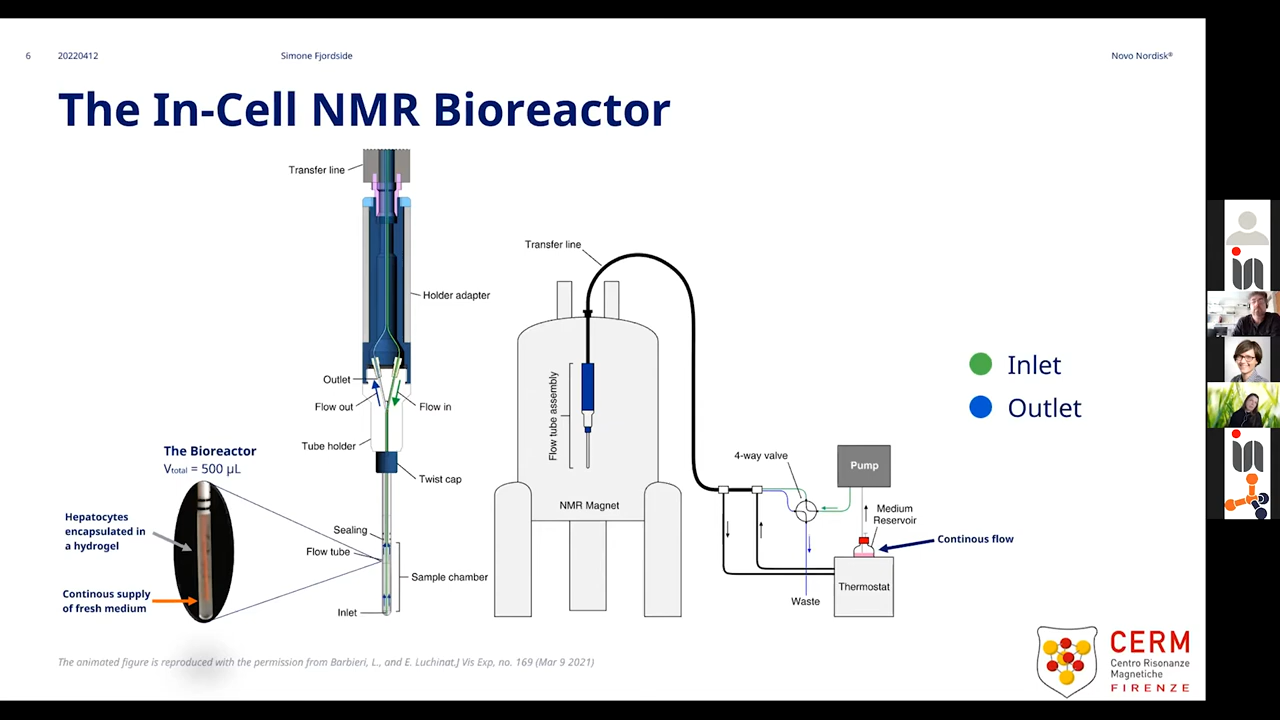 6
20220412
Simone Fjordside
Novo Nordisk®
The In-Cell NMR Bioreactor
Transfer line
Holder adapter
Outlet
Flow out
Flow in
Tube holder
Twist cap
Sealing
Flow tube
Sample chamber
Inlet
The Bioreactor
Vtotal = 500 µL
Hepatocytes
encapsulated in
a hydrogel
Continous supply
of fresh medium
Transfer line
Flow tube assembly
NMR Magnet
4-way valve
Pump
Medium
Reservoir
Continous flow
Thermostat
Waste
Inlet
Outlet
The animated figure is reproduced with the permission from Barbieri, L., and E. Luchinat,J Vis Exp, no. 169 (Mar 9 2021)
CERM
Centro Risonanze
Magnetiche
FIRENZE